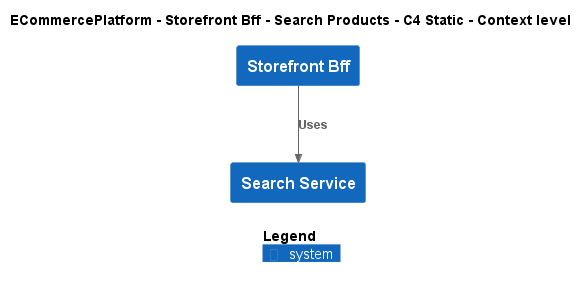 ECommercePlatform - Storefront Bff - Search Products - C4 Static - Context level
Storefront Bff
Uses
Search Service
Legend
system